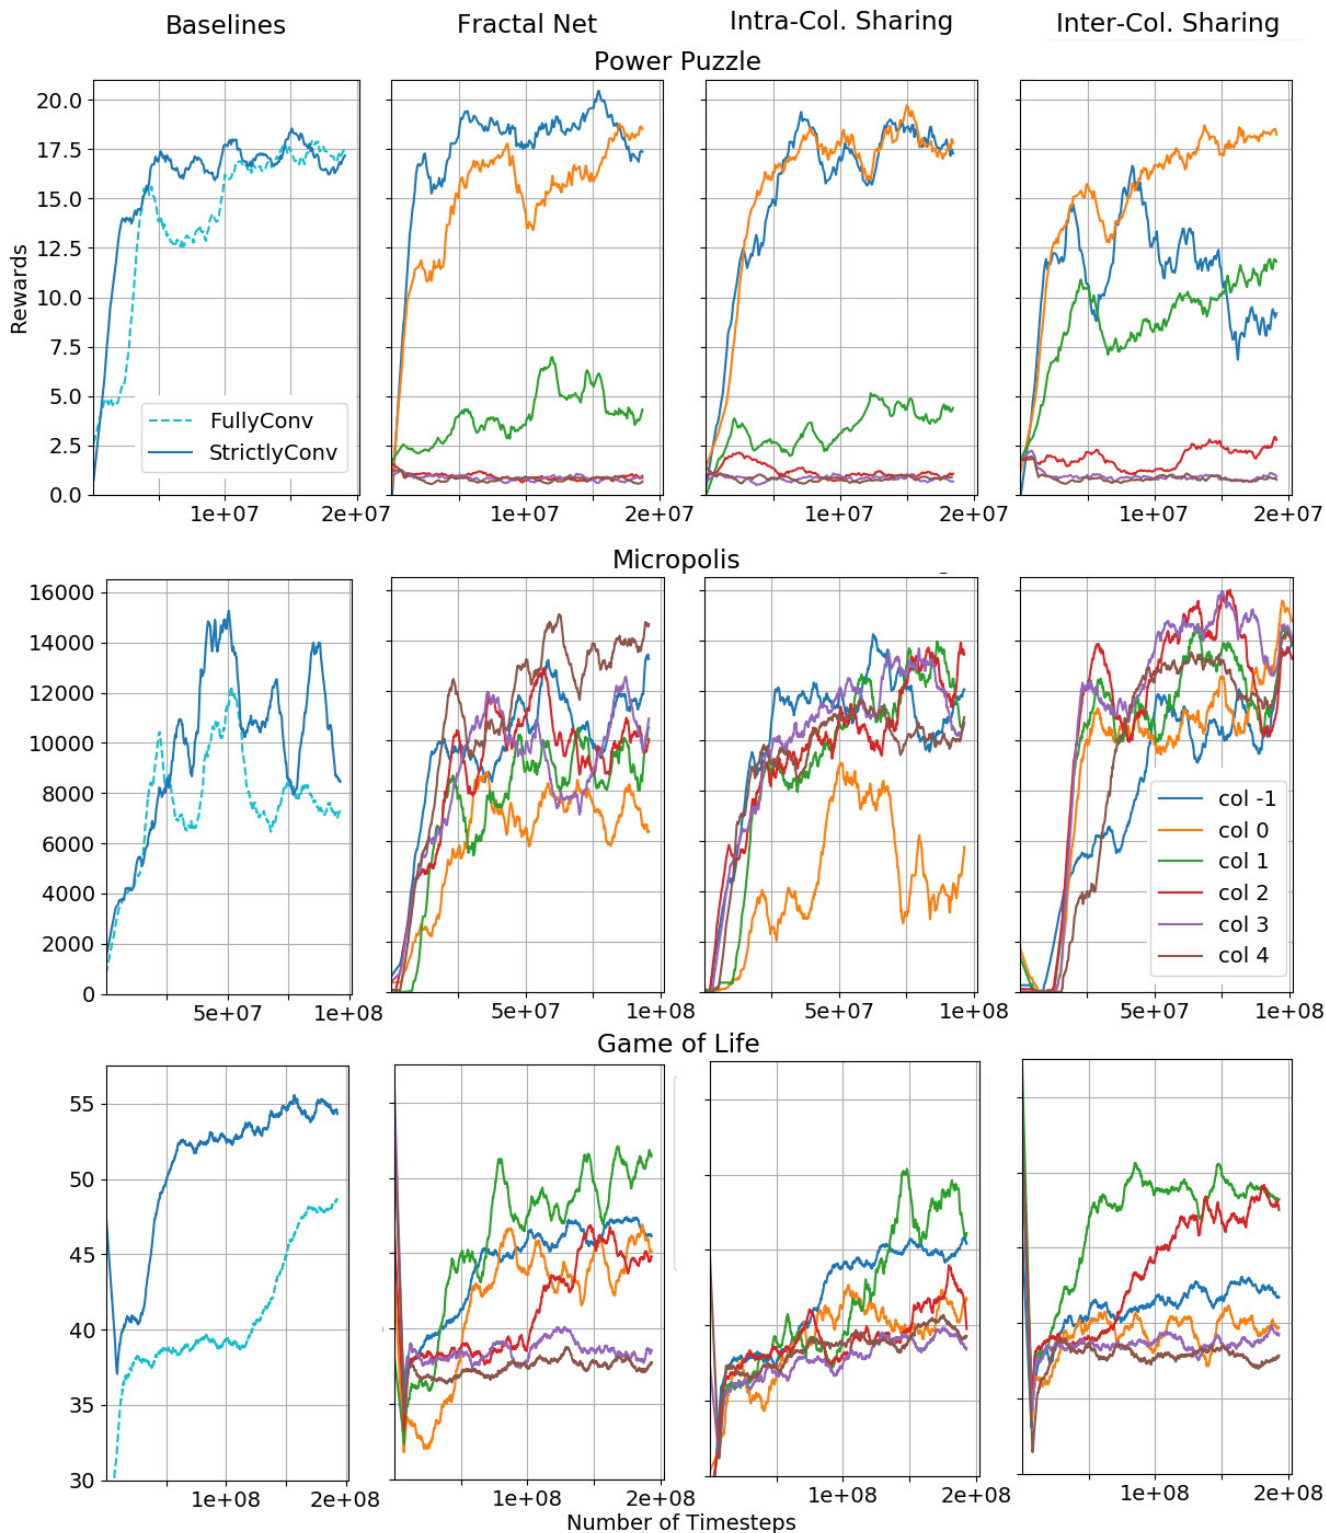 Baselines
Fractal Net
Intra-Col. Sharing
Inter-Col. Sharing
Power Puzzle
20.0
17.5
15.0
12.5
10.0
7.5
5.0
2.5
0.0
Rewards
FullyConv
StrictlyConv
1e+07 2e+07
1e+07 2e+07
1e+07 2e+07
1e+07 2e+07
Micropolis
16000
14000
12000
10000
8000
6000
4000
2000
0
col -1
col 0
col 1
col 2
col 3
col 4
5e+07 1e+08
5e+07 1e+08
5e+07 1e+08
5e+07 1e+08
Game of Life
55
50
45
40
35
30
1e+08 2e+08
1e+08 2e+08
1e+08 2e+08
1e+08 2e+08
Number of Timesteps